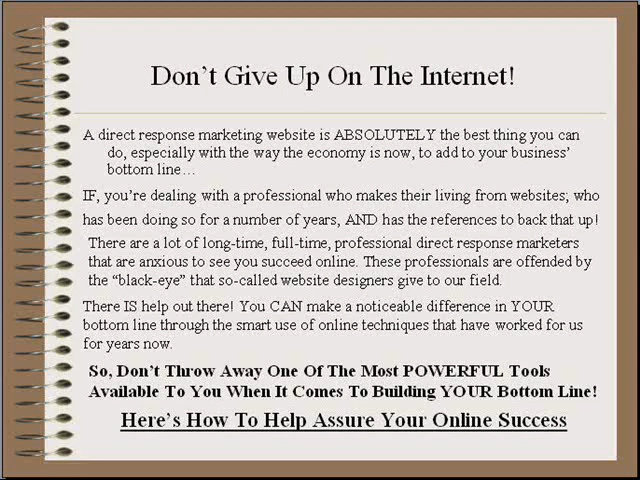 Don’t Give Up On The Internet!
A direct response marketing website is ABSOLUTELY the best thing you can
do, especially with the way the economy is now, to add to your business’
bottom line…
IF, you’re dealing with a professional who makes their living from websites; who
has been doing so for a number of years, AND has the references to back that up!
There are a lot of long-time, full-time, professional direct response marketers
that are anxious to see you succeed online. These professionals are offended by
the “black-eye” that so-called website designers give to our field.
There IS help out there! You CAN make a noticeable difference in YOUR
bottom line through the smart use of online techniques that have worked for us
for years now.
So, Don’t Throw Away One Of The Most POWERFUL Tools
Available To You When It Comes To Building YOUR Bottom Line!
Here’s How To Help Assure Your Online Success